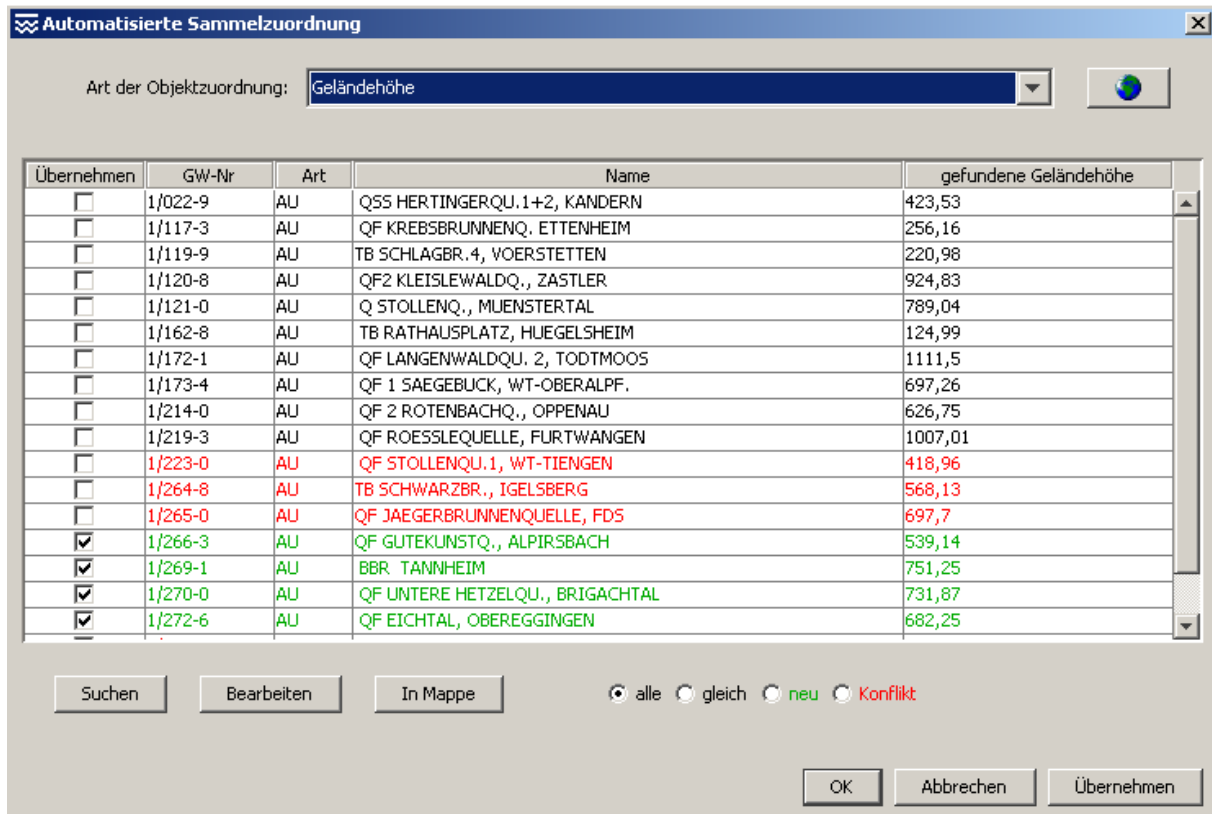 Automatisierte Sammelzuordnung
Art der Objektzuordnung: Geländehöhe
Übernehmen GW-Nr Art Name gefundene Geländehöhe
1/022-9 AU QSS HERTINGERQU.1+2, KANDERN 423,53
1/117-3 AU QF KREBSBRUNNENQ. ETTENHEIM 256,16
1/119-9 AU TB SCHLAGBR.4, VOERSTETTEN 220,98
1/120-8 AU QF2 KLEISLEWALDQ., ZASTLER 924,83
1/121-0 AU Q STOLLENQ., MUENSTERTAL 789,04
1/162-8 AU TB RATHAUSPLATZ, HUEGELSHEIM 124,99
1/172-1 AU QF LANGENWALDQU. 2, TODTMOOS 1111,5
1/173-4 AU QF 1 SAEGEBUCK, WT-OBERALPF. 697,26
1/214-0 AU QF 2 ROTENBACHQ., OPPENAU 626,75
1/219-3 AU QF ROESSLEQUELLE, FURTWANGEN 1007,01
1/223-0 AU QF STOLLENQU.1, WT-TIENGEN 418,96
1/264-8 AU TB SCHWARZBR., IGELSBERG 568,13
1/265-0 AU QF JAEGERBRUNNENQUELLE, FDS 697,7
1/266-3 AU QF GUTEKUNSTQ., ALPIRSBACH 539,14
1/269-1 AU BBR TANNHEIM 751,25
1/270-0 AU QF UNTERE HETZELQU., BRIGACHTAL 731,87
1/272-6 AU QF EICHTAL, OBEREGGINGEN 682,25
Suchen Bearbeiten In Mappe alle gleich neu Konflikt
OK Abbrechen Übernehmen